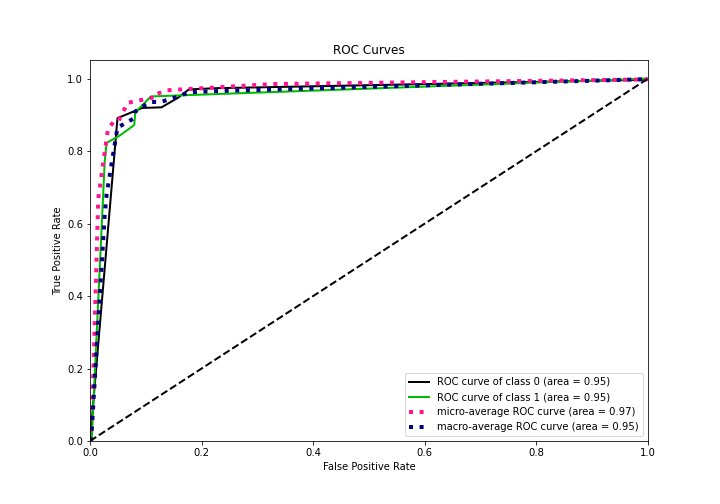 ROC Curves
1.0
0.8
0.6
0.4
0.2
0.0
True Positive Rate
0.0 0.2 0.4 0.6 0.8 1.0
False Positive Rate
ROC curve of class 0 (area = 0.95)
ROC curve of class 1 (area = 0.95)
micro-average ROC curve (area = 0.97)
macro-average ROC curve (area = 0.95)